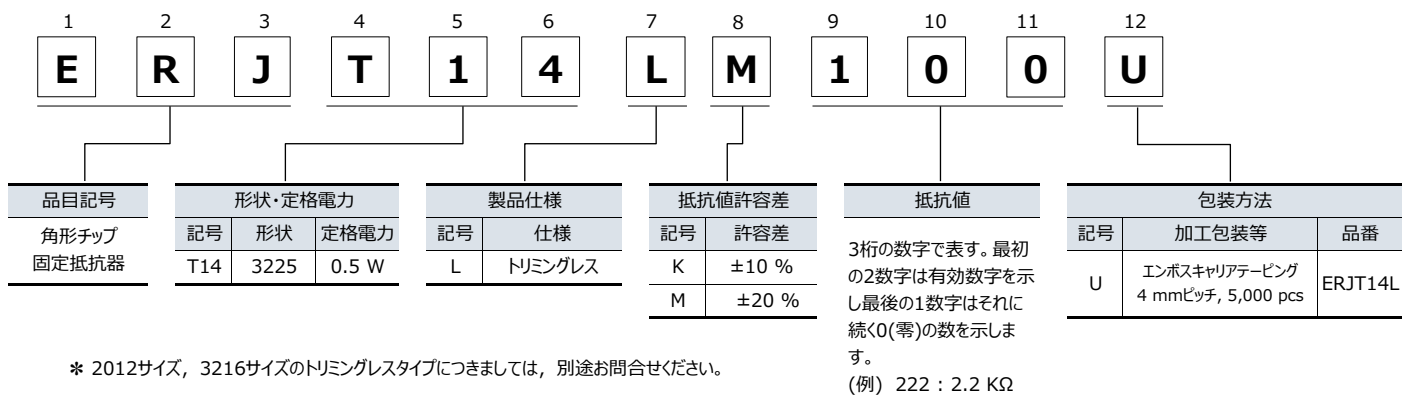 1 2 3 4 5 6 7 8 9 10 11 12
E R J T 1 4 L M 1 0 0 U
品目記号
角形チップ
固定抵抗器
形状・定格電力
記号 形状 定格電力
T14 3225 0.5 W
製品仕様
記号 仕様
L トリミングレス
抵抗値許容差
記号 許容差
K ±10 %
M ±20 %
抵抗値
3桁の数字で表す。最初
の2数字は有効数字を示
し最後の1数字はそれに
続く0(零)の数を示しま
す。
(例) 222 : 2.2 KΩ
包装方法
記号 加工包装等 品番
U エンボスキャリアテーピング
4 mmピッチ, 5,000 pcs ERJT14L
✽ 2012サイズ, 3216サイズのトリミングレスタイプにつきましては, 別途お問合せください。